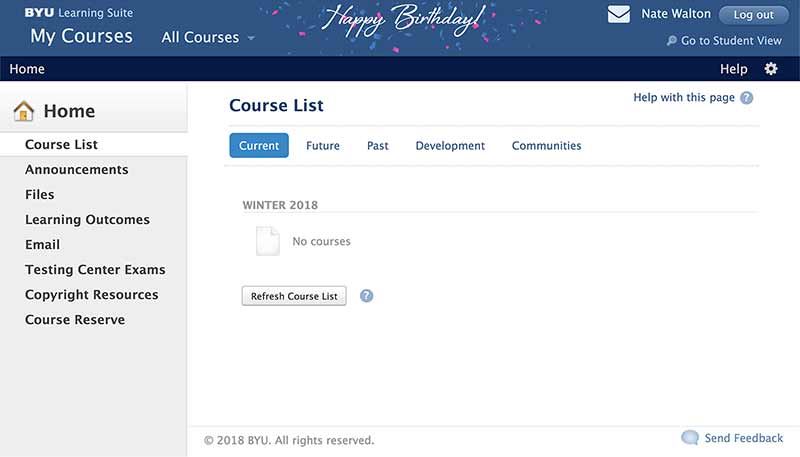 BYU Learning Suite
Happy Birthday!
Nate Walton
Log out
My Courses
All Courses
Go to Student View
Home
Help
Home
Course List
Announcements
Files
Learning Outcomes
Email
Testing Center Exams
Copyright Resources
Course Reserve
Course List
Help with this page ?
Current
Future
Past
Development
Communities
WINTER 2018
No courses
Refresh Course List ?
© 2018 BYU. All rights reserved.
Send Feedback